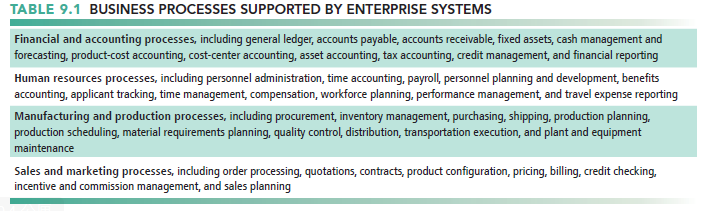 TABLE 9.1 BUSINESS PROCESSES SUPPORTED BY ENTERPRISE SYSTEMS
Financial and accounting processes, including general ledger, accounts payable, accounts receivable, fixed assets, cash management and
forecasting, product-cost accounting, cost-center accounting, asset accounting, tax accounting, credit management, and financial reporting
Human resources processes, including personnel administration, time accounting, payroll, personnel planning and development, benefits
accounting, applicant tracking, time management, compensation, workforce planning, performance management, and travel expense reporting
Manufacturing and production processes, including procurement, inventory management, purchasing, shipping, production planning,
production scheduling, material requirements planning, quality control, distribution, transportation execution, and plant and equipment
maintenance
Sales and marketing processes, including order processing, quotations, contracts, product configuration, pricing, billing, credit checking,
incentive and commission management, and sales planning